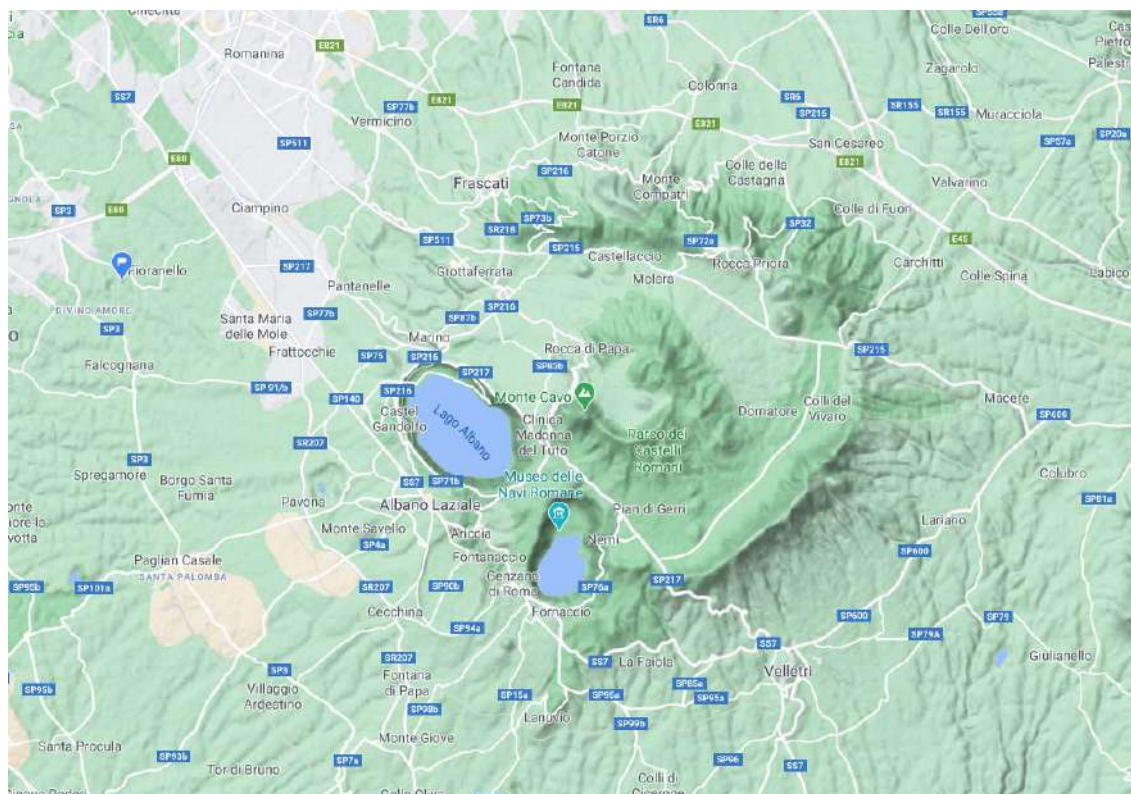 Romanina
E821
SR6
Colle Dell'oro
Fontana
Candida
Zagarolo
SS7
SP77b
E821
E821
Colonna
SR6
SP216
SR155
SR155
Muracciola
Vermicino
SP511
E821
SP57a
SP20a
E80
Monte Porzio
Catone
San Cesareo
E821
SP216
Colle della
Castagna
Frascati
Monte
Compatri
Valvarino
SP3
E80
Ciampino
SP73b
SR218
SP511
SP215
Colle di Fuori
SP32
SP72a
E45
Castellaccio
Rocca Priora
Carchitti
Fioranello
SP217
Grottaferrata
Molara
Colle Spina
Labico
Pantanelle
DIVINO AMORE
SP3
Santa Maria
delle Mole
SP77b
SP87b
SP216
Marino
Frattocchie
SP75
SP216
SP217
Rocca di Papa
SP215
Falcognana
SP83b
SP91/b
SP140
SP216
Castel
Gandolfo
Lago Albano
Monte Cavo
Clinica
Madonna
del Tufo
Domatore
Colli del
Vivaro
Macere
SP600
Parco dei
Castelli
Romani
SR207
SP3
Spregamore
Borgo Santa
Fumia
Colubro
SS7
SP71b
Museo delle
Navi Romane
Pavona
Albano Laziale
SP81a
Pian di Gerri
Lariano
Monte Savello
Ariccia
Nemi
SP4a
Paglian Casale
SANTA PALOMBA
Fontanaccio
Genzano
di Roma
SP600
SP95b
SP101a
SR207
SP90b
SP76a
SP217
Cecchina
Fornaccio
SP600
SP79
SP94a
SP79A
SS7
SP3
SR207
SS7
La Faiola
Velletri
Giulianello
Villaggio
Ardeatino
Fontana
di Papa
SP95b
SP15a
SP95a
SP85a
SP95a
SP98b
Lanuvio
SP99b
Santa Procula
Monte Giove
SP93b
SP7a
SP96
SS7
Tor di Bruno
Colli di